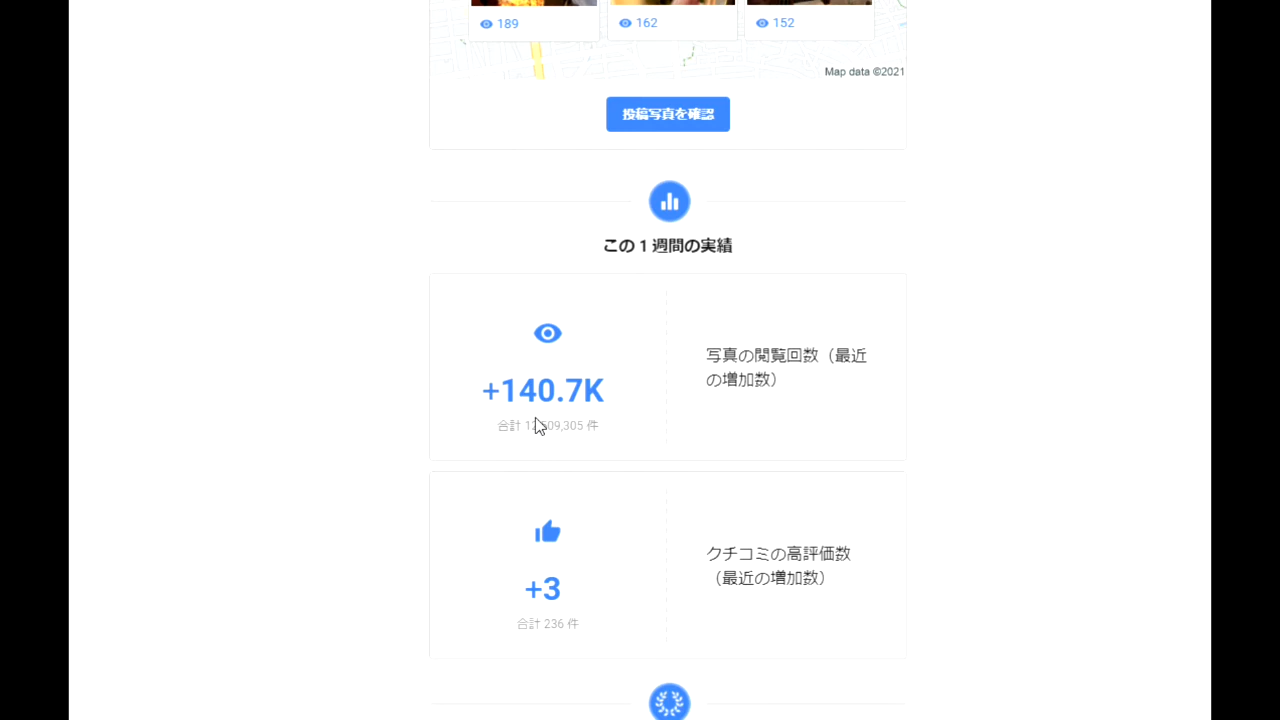 189
162
152
Map data ©2021
投稿写真を確認
この 1 週間の実績
+140.7K
合計 件
写真の閲覧回数（最近
の増加数）
+3
合計 236 件
クチコミの高評価数
（最近の増加数）